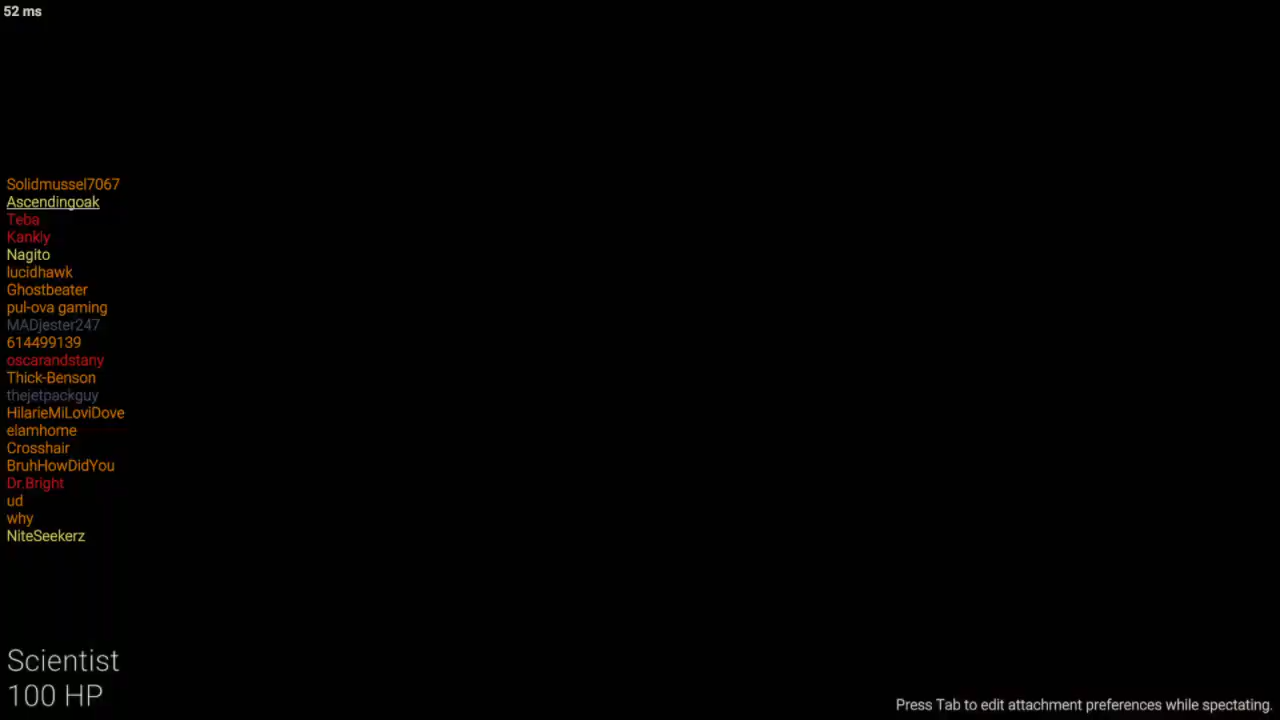 52 ms
Solidmussel7067
Ascendingoak
Teba
Kankly
Nagito
lucidhawk
Ghostbeater
pul-ova gaming
MADjester247
614499139
oscarandstany
Thick-Benson
thejetpackguy
HilarieMiLoviDove
elamhome
Crosshair
BruhHowDidYou
Dr.Bright
ud
why
NiteSeekerz
Scientist
100 HP
Press Tab to edit attachment preferences while spectating.